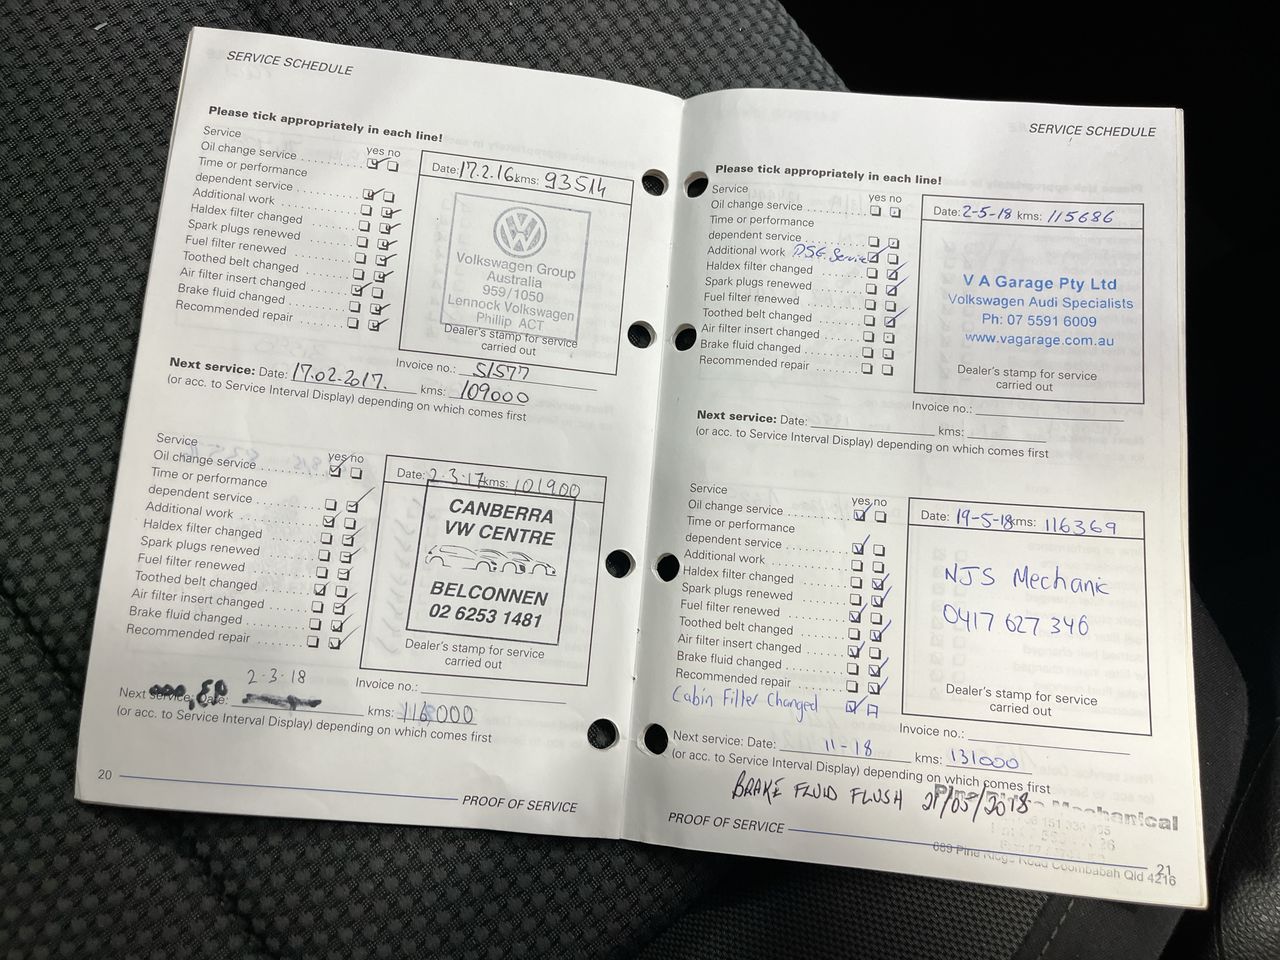 SERVICE SCHEDULE
Please tick appropriately in each line!
Service
yes no
Oil change service
Time or performance
dependent service
Additional work
Haldex filter changed
Spark plugs renewed
Fuel filter renewed
Toothed belt changed
Air filter insert changed
Brake fluid changed
Recommended repair
Date: 17.2.16 kms: 93514
Volkswagen Group
Australia
959/1050
Lennock Volkswagen
Phillip ACT
Dealer's stamp for service
carried out
Invoice no.: 51577
Next service: Date: 17.02.2017. kms: 109000
(or acc. to Service Interval Display) depending on which comes first
Service
yes no
Oil change service
Time or performance
dependent service
Additional work
Haldex filter changed
Spark plugs renewed
Fuel filter renewed
Toothed belt changed
Air filter insert changed
Brake fluid changed
Recommended repair
Date: 2-3-17 kms: 101900
CANBERRA
VW CENTRE
BELCONNEN
02 6253 1481
Dealer's stamp for service
carried out
Invoice no.:
2-3-18
Next service: Date: kms: 116000
(or acc. to Service Interval Display) depending on which comes first
20
PROOF OF SERVICE
SERVICE SCHEDULE
Please tick appropriately in each line!
Service
yes no
Oil change service
Time or performance
dependent service
Additional work DSG Service
Haldex filter changed
Spark plugs renewed
Fuel filter renewed
Toothed belt changed
Air filter insert changed
Brake fluid changed
Recommended repair
Date: 2-5-18 kms: 115686
V A Garage Pty Ltd
Volkswagen Audi Specialists
Ph: 07 5591 6009
www.vagarage.com.au
Dealer's stamp for service
carried out
Invoice no.:
Next service: Date: kms:
(or acc. to Service Interval Display) depending on which comes first
Service
yes no
Oil change service
Time or performance
dependent service
Additional work
Haldex filter changed
Spark plugs renewed
Fuel filter renewed
Toothed belt changed
Air filter insert changed
Brake fluid changed
Recommended repair
Cabin Filter Changed
Date: 19-5-18 kms: 116369
NJS Mechanic
0417 627 346
Dealer's stamp for service
carried out
Invoice no.:
Next service: Date: 11-18 kms: 131000
(or acc. to Service Interval Display) depending on which comes first
BRAKE FLUID FLUSH 21/05/2018
Pine Ridge Mechanical
689 Pine Ridge Road Coombabah Qld 4216
PROOF OF SERVICE
21